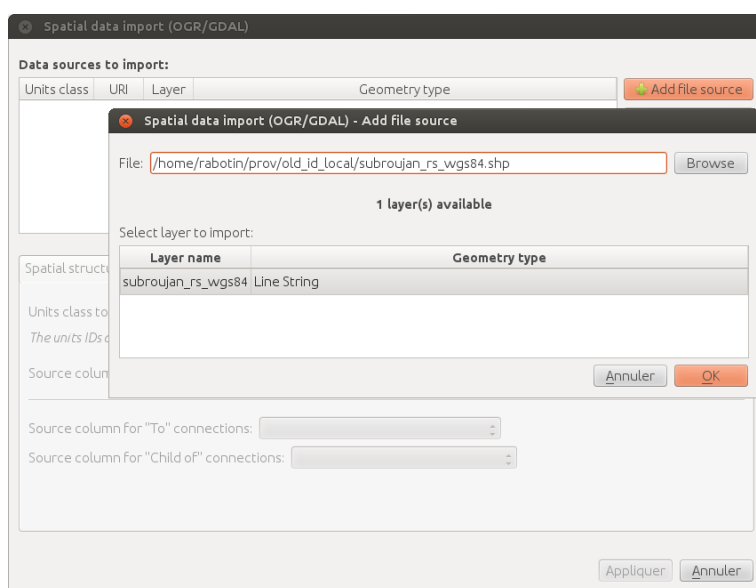 Spatial data import (OGR/GDAL)
Data sources to import:
Units class URI Layer Geometry type
Add file source
Spatial data import (OGR/GDAL) - Add file source
File: /home/rabotin/prov/old_id_local/subroujan_rs_wgs84.shp Browse
1 layer(s) available
Select layer to import:
Layer name Geometry type
subroujan_rs_wgs84 Line String
Annuler OK
Spatial
Units class to
The units IDs
Source
Source column for "To" connections:
Source column for "Child of" connections:
Appliquer Annuler